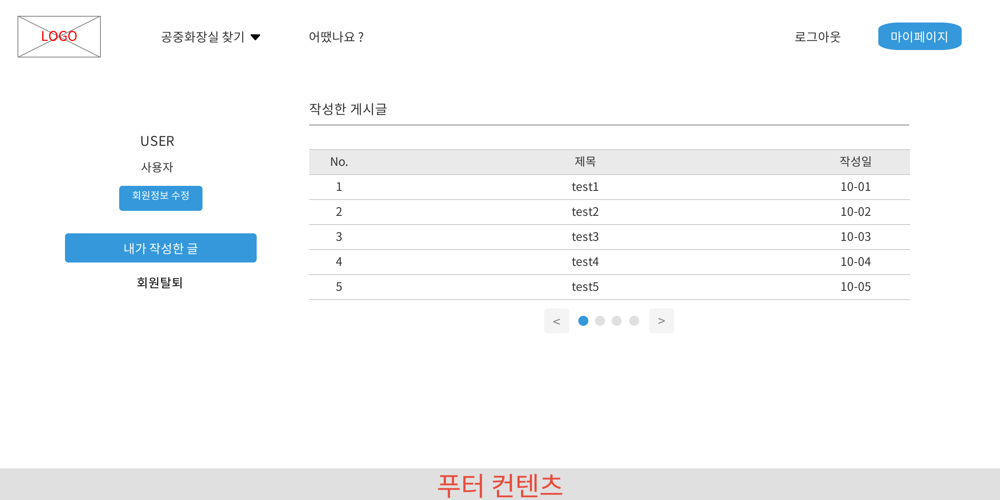 LOGO 공중화장실 찾기 어땠나요 ? 로그아웃 마이페이지
작성한 게시글
USER
사용자
회원정보 수정
내가 작성한 글
회원탈퇴
No. 제목 작성일
1 test1 10-01
2 test2 10-02
3 test3 10-03
4 test4 10-04
5 test5 10-05
< >
푸터 컨텐츠